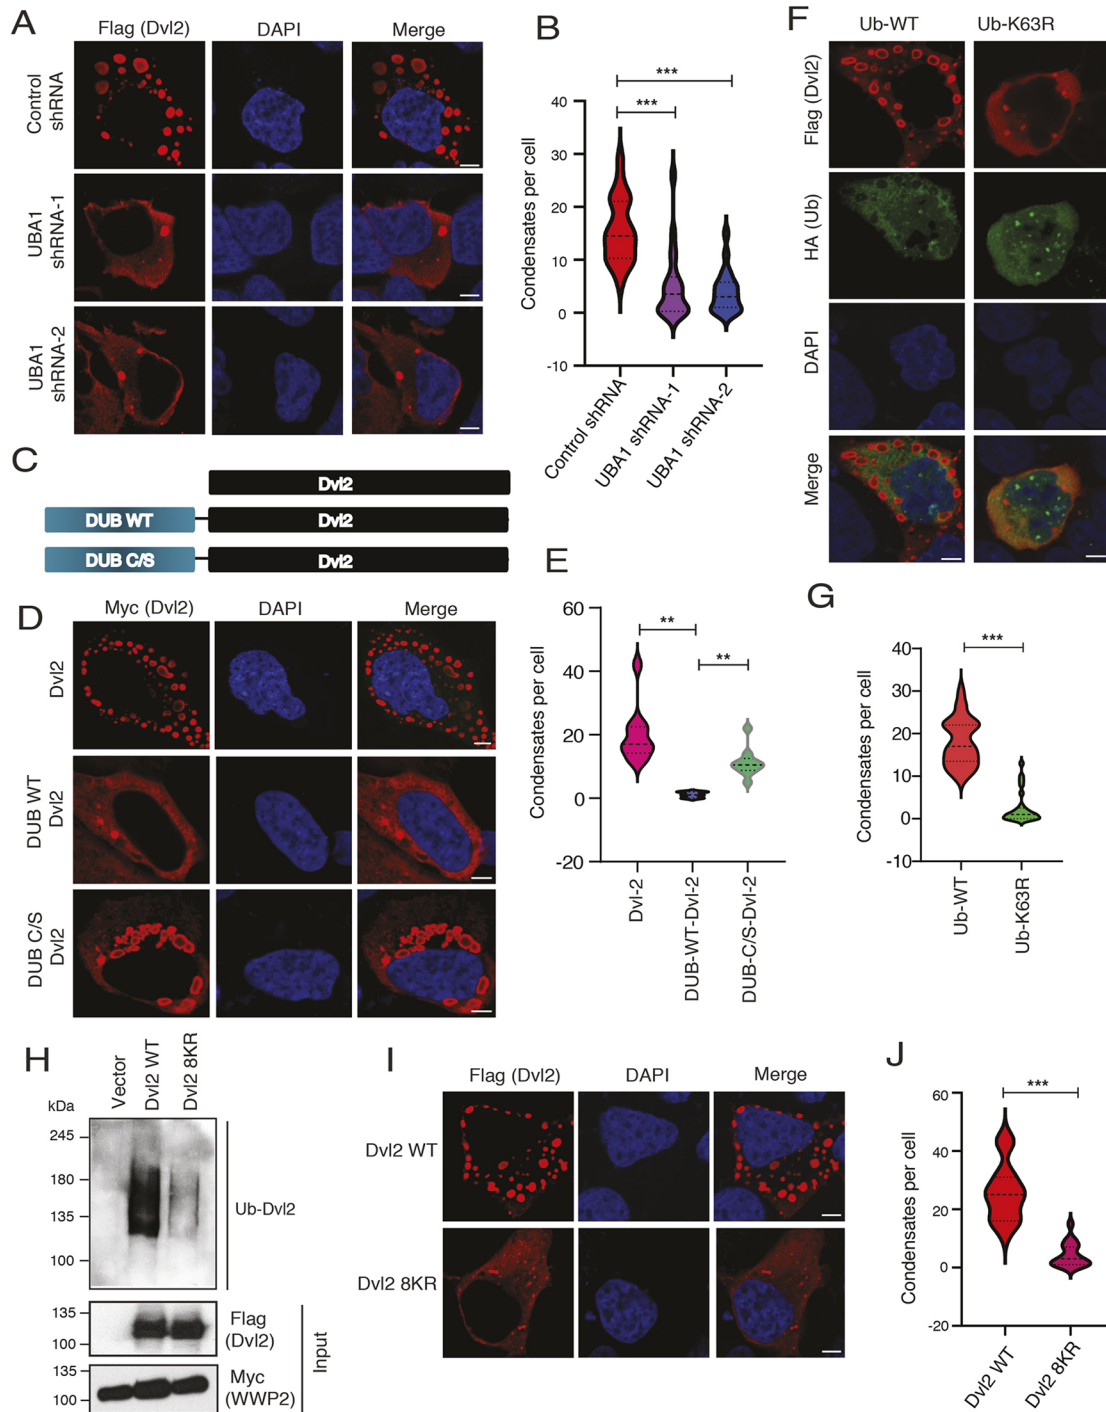 A
Flag (Dvl2)
DAPI
Merge
Control
shRNA
UBA1
shRNA-1
UBA1
shRNA-2
B
***
***
Condensates per cell
40
30
20
10
0
-10
Control shRNA
UBA1 shRNA-1
UBA1 shRNA-2
C
Dvl2
DUB WT
Dvl2
DUB C/S
Dvl2
D
Myc (Dvl2)
DAPI
Merge
Dvl2
DUB WT
Dvl2
DUB C/S
Dvl2
E
**
**
Condensates per cell
60
40
20
0
-20
Dvl-2
DUB-WT-Dvl-2
DUB-C/S-Dvl-2
F
Ub-WT
Ub-K63R
Flag (Dvl2)
HA (Ub)
DAPI
Merge
G
***
Condensates per cell
40
30
20
10
0
-10
Ub-WT
Ub-K63R
H
Vector
Dvl2 WT
Dvl2 8KR
kDa
245
180
135
100
Ub-Dvl2
135
100
Flag
(Dvl2)
135
100
Myc
(WWP2)
Input
I
Flag (Dvl2)
DAPI
Merge
Dvl2 WT
Dvl2 8KR
J
***
Condensates per cell
60
40
20
0
-20
Dvl2 WT
Dvl2 8KR